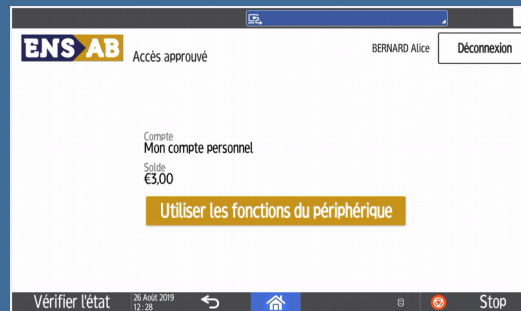 ENS AB
Accès approuvé
BERNARD Alice
Déconnexion
Compte
Mon compte personnel
Solde
€3,00
Utiliser les fonctions du périphérique
Vérifier l'état
26 Août 2019
12:28
Stop